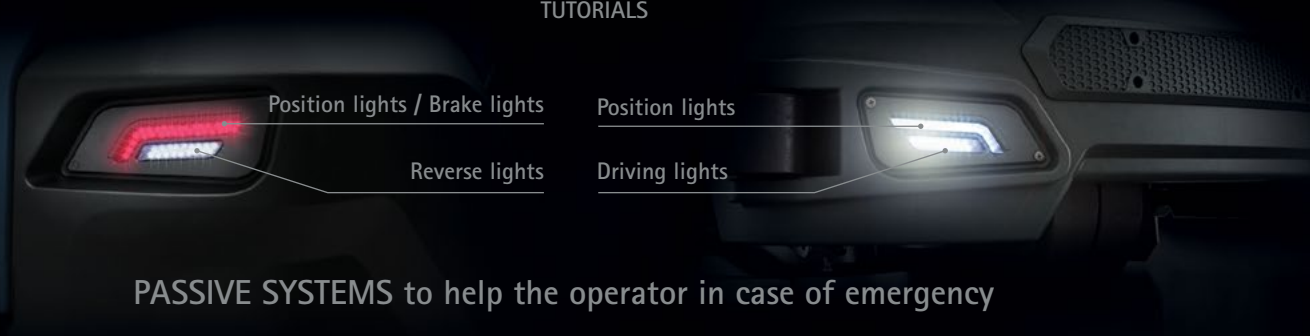 TUTORIALS
Position lights / Brake lights
Reverse lights
Position lights
Driving lights
PASSIVE SYSTEMS to help the operator in case of emergency